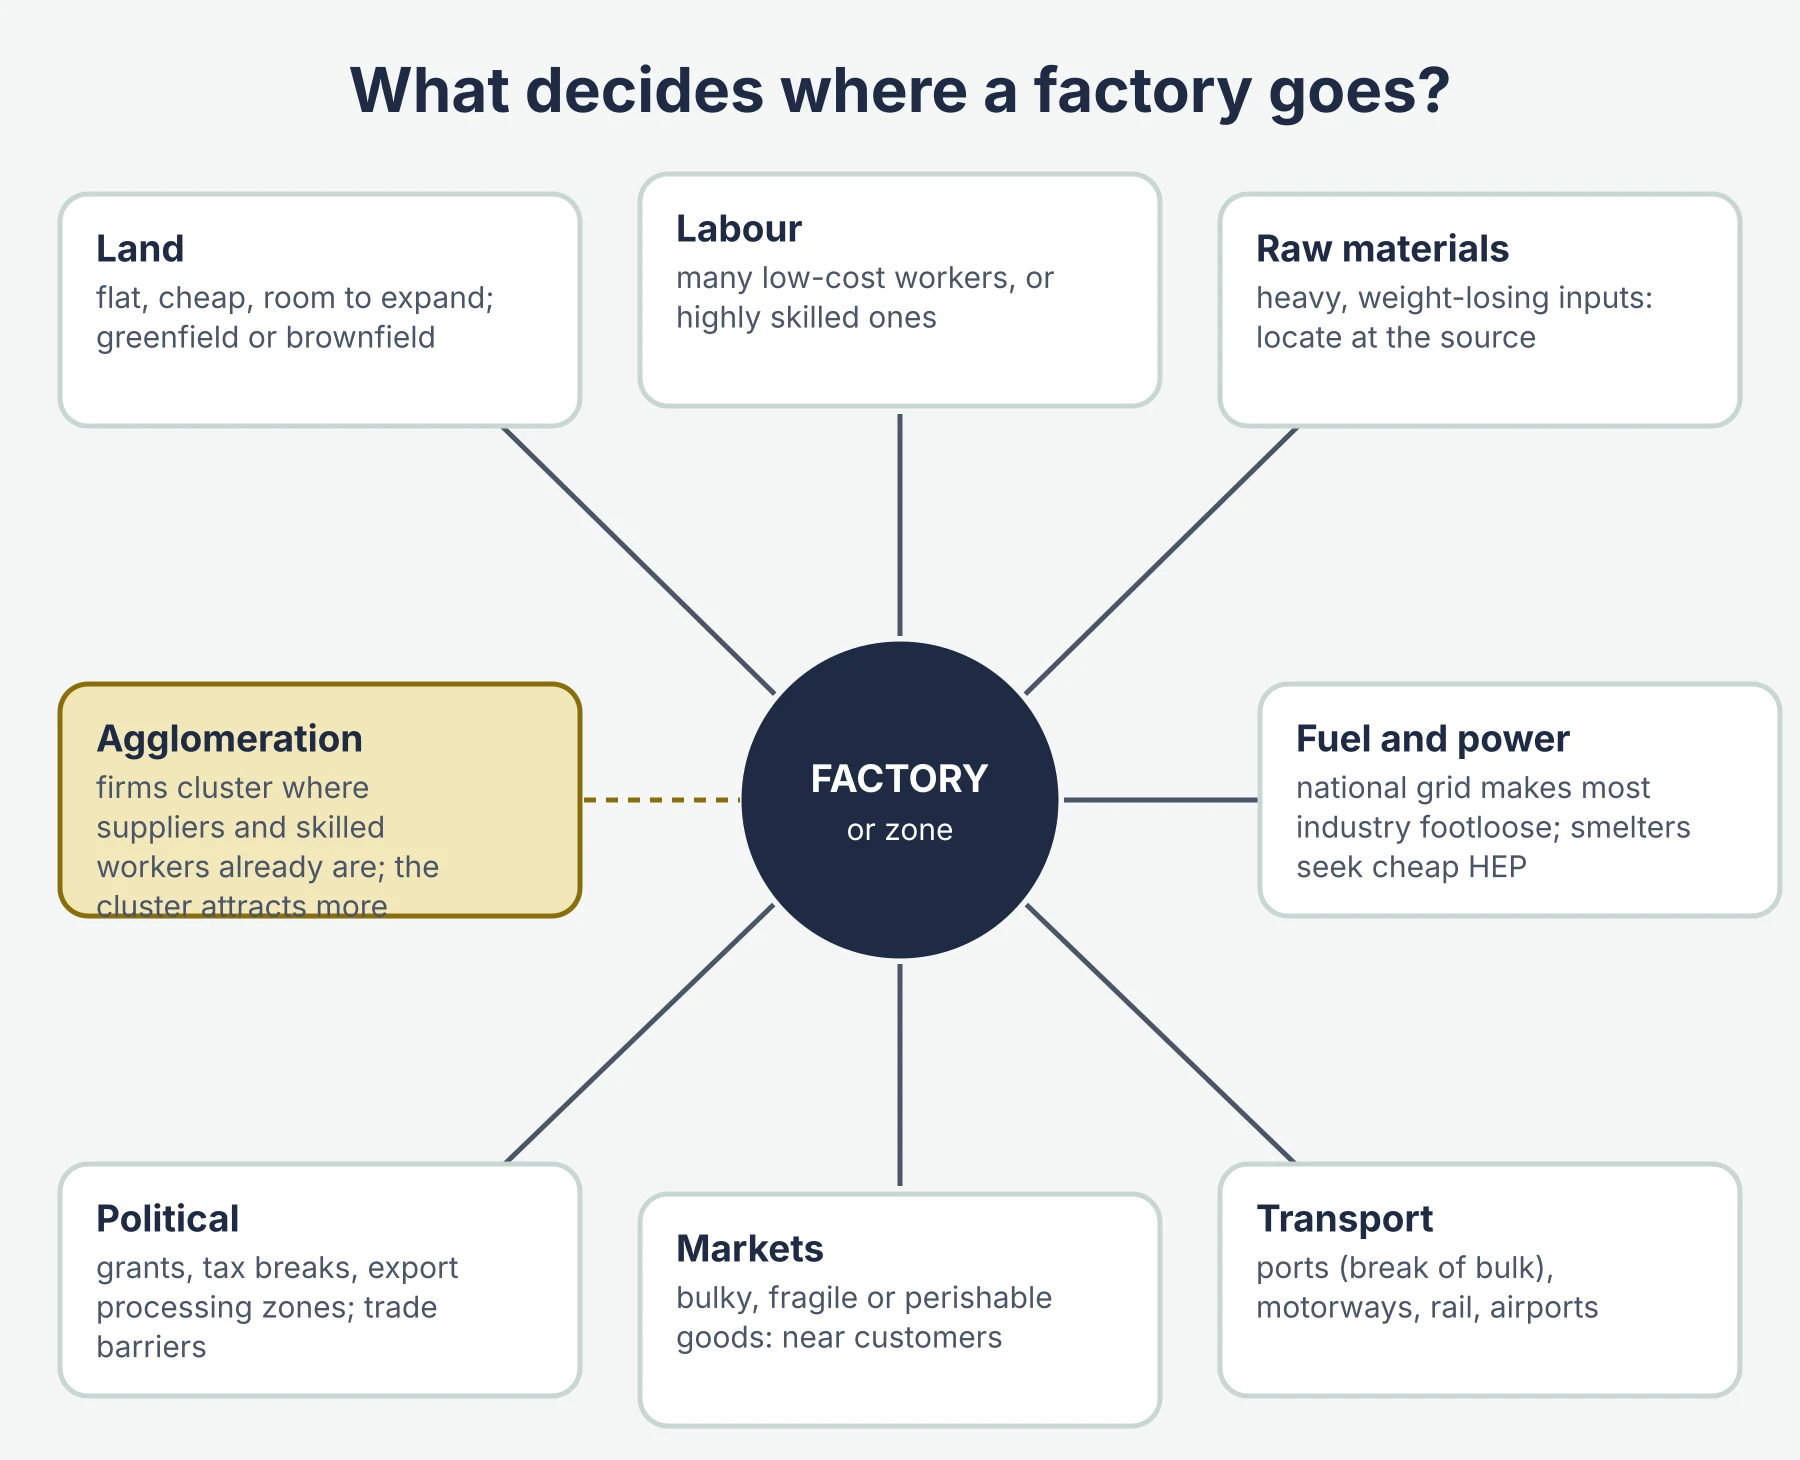 What decides where a factory goes?
Land
flat, cheap, room to expand;
greenfield or brownfield
Labour
many low-cost workers, or
highly skilled ones
Raw materials
heavy, weight-losing inputs:
locate at the source
Agglomeration
firms cluster where
suppliers and skilled
workers already are; the
cluster attracts more
FACTORY
or zone
Fuel and power
national grid makes most
industry footloose; smelters
seek cheap HEP
Political
grants, tax breaks, export
processing zones; trade
barriers
Markets
bulky, fragile or perishable
goods: near customers
Transport
ports (break of bulk),
motorways, rail, airports